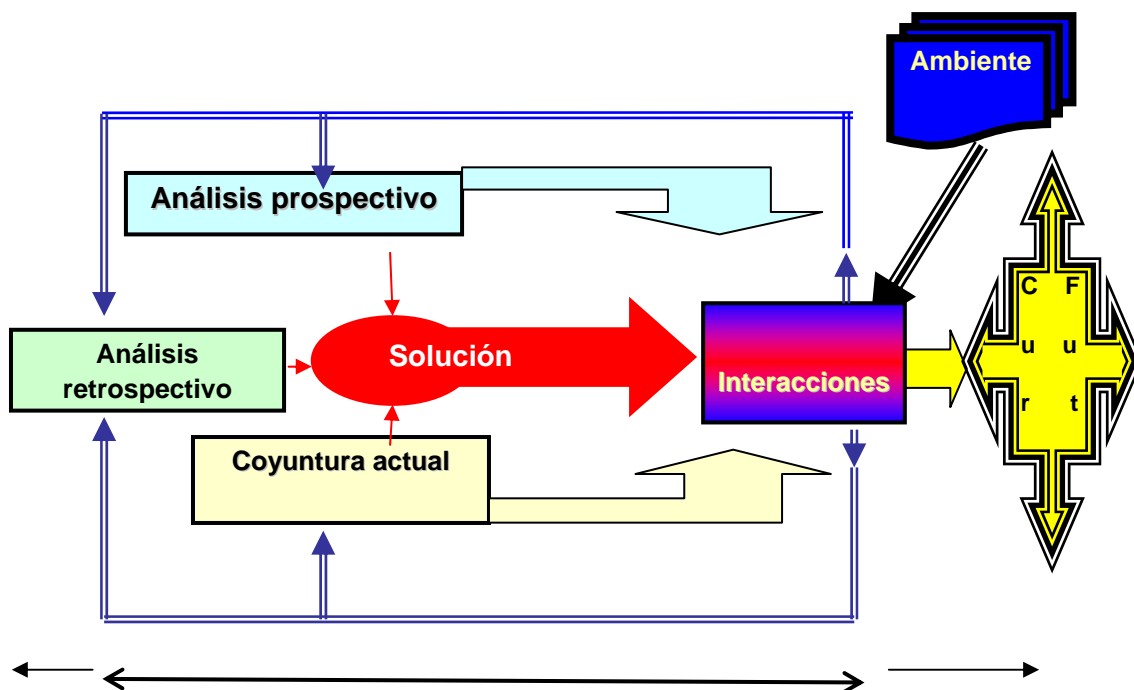 Ambiente
Análisis prospectivo
C F
Análisis
retrospectivo
Solución
Interacciones
u u
r t
Coyuntura actual